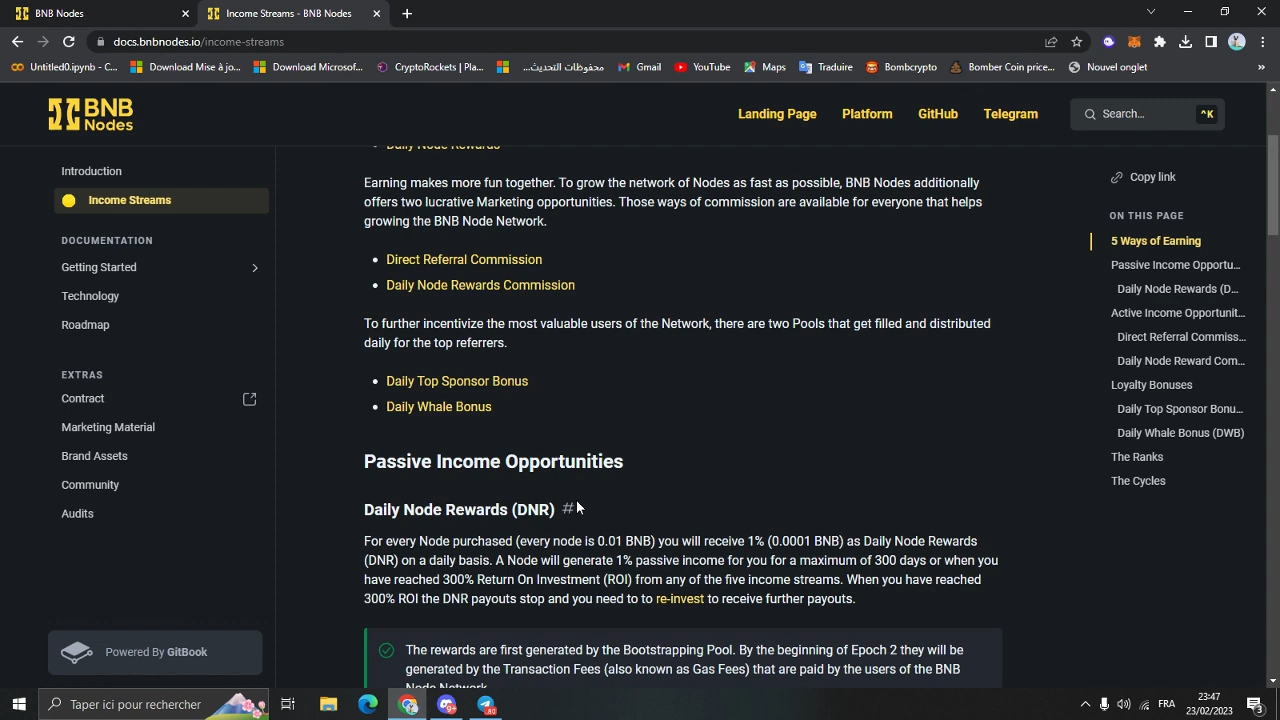 BNB Nodes
Income Streams - BNB Nodes
docs.bnbnodes.io/income-streams
Untitled0.ipynb - C...
Download Mise à jo...
Download Microsof...
CryptoRockets | Pla...
محفوظات التحديث...
Gmail
YouTube
Maps
Traduire
Bombcrypto
Bomber Coin price...
Nouvel onglet
»
BNB
Nodes
Landing Page
Platform
GitHub
Telegram
Search...
^K
Introduction
Income Streams
DOCUMENTATION
Getting Started
Technology
Roadmap
EXTRAS
Contract
Marketing Material
Brand Assets
Community
Audits
Powered By GitBook
Daily Node Rewards
Earning makes more fun together. To grow the network of Nodes as fast as possible, BNB Nodes additionally
offers two lucrative Marketing opportunities. Those ways of commission are available for everyone that helps
growing the BNB Node Network.
Direct Referral Commission
Daily Node Rewards Commission
To further incentivize the most valuable users of the Network, there are two Pools that get filled and distributed
daily for the top referrers.
Daily Top Sponsor Bonus
Daily Whale Bonus
Passive Income Opportunities
Daily Node Rewards (DNR) #
For every Node purchased (every node is 0.01 BNB) you will receive 1% (0.0001 BNB) as Daily Node Rewards
(DNR) on a daily basis. A Node will generate 1% passive income for you for a maximum of 300 days or when you
have reached 300% Return On Investment (ROI) from any of the five income streams. When you have reached
300% ROI the DNR payouts stop and you need to to re-invest to receive further payouts.
The rewards are first generated by the Bootstrapping Pool. By the beginning of Epoch 2 they will be
generated by the Transaction Fees (also known as Gas Fees) that are paid by the users of the BNB
Node Network.
Copy link
ON THIS PAGE
5 Ways of Earning
Passive Income Opportu...
Daily Node Rewards (D...
Active Income Opportunit...
Direct Referral Commiss...
Daily Node Reward Com...
Loyalty Bonuses
Daily Top Sponsor Bonu...
Daily Whale Bonus (DWB)
The Ranks
The Cycles
Taper ici pour rechercher
FRA
23:47
23/02/2023